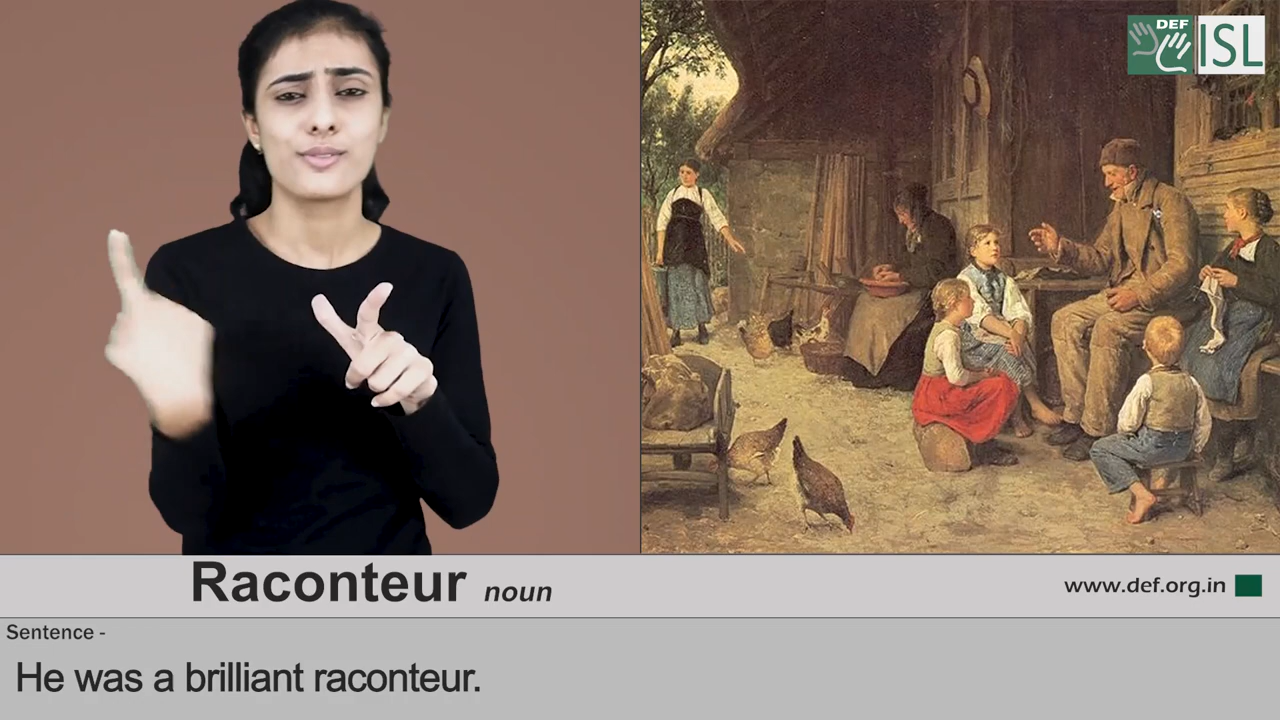 DEF
ISL
Raconteur noun
www.def.org.in
Sentence -
He was a brilliant raconteur.